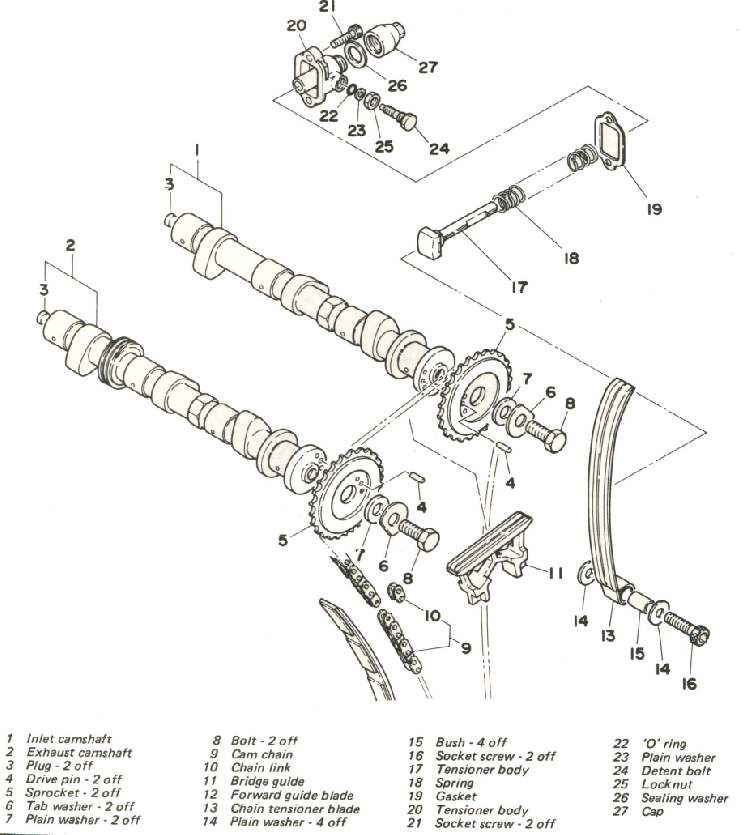 21
20
27
26
22
23
25
24
1
3
19
18
17
2
3
5
7
6
8
4
4
5
7
6
8
11
10
9
14
13
15
14
16
1 Inlet camshaft
2 Exhaust camshaft
3 Plug - 2 off
4 Drive pin - 2 off
5 Sprocket - 2 off
6 Tab washer - 2 off
7 Plain washer - 2 off
8 Bolt - 2 off
9 Cam chain
10 Chain link
11 Bridge guide
12 Forward guide blade
13 Chain tensioner blade
14 Plain washer - 4 off
15 Bush - 4 off
16 Socket screw - 2 off
17 Tensioner body
18 Spring
19 Gasket
20 Tensioner body
21 Socket screw - 2 off
22 'O' ring
23 Plain washer
24 Detent bolt
25 Locknut
26 Sealing washer
27 Cap